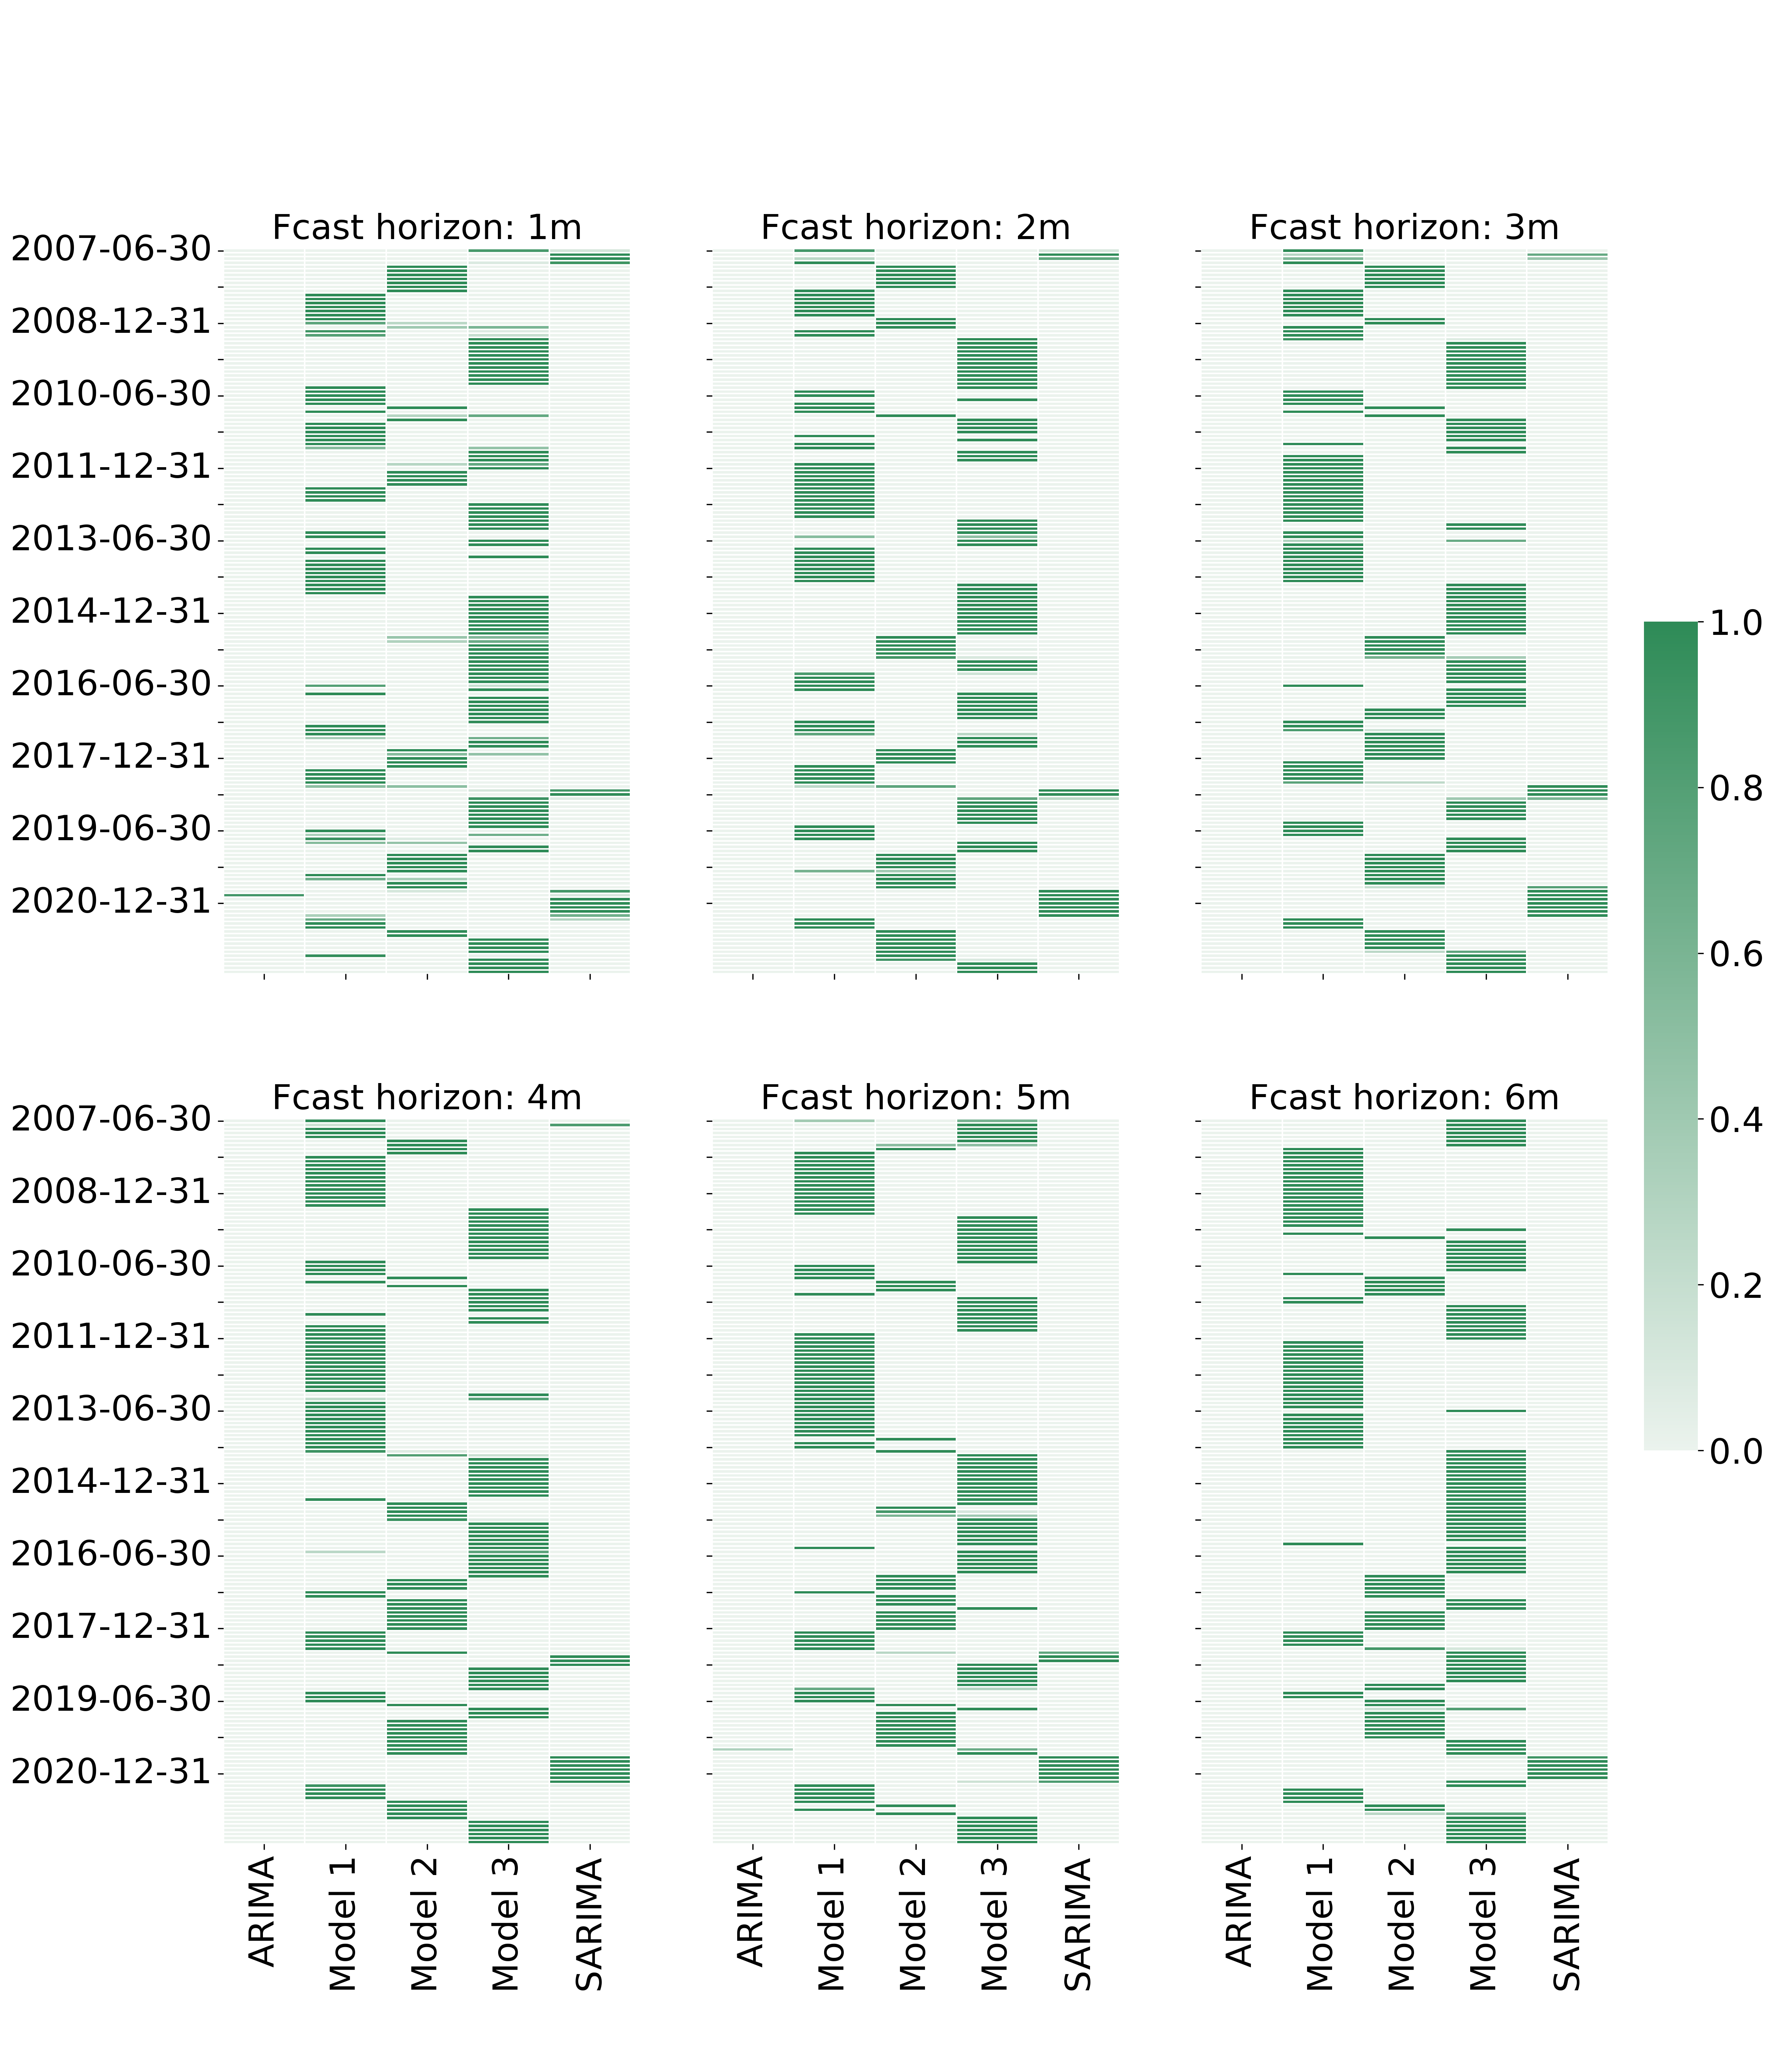 Fcast horizon: 1m
Fcast horizon: 2m
Fcast horizon: 3m
2007-06-30
2008-12-31
2010-06-30
2011-12-31
2013-06-30
2014-12-31
2016-06-30
2017-12-31
2019-06-30
2020-12-31
1.0
0.8
0.6
0.4
0.2
0.0
Fcast horizon: 4m
Fcast horizon: 5m
Fcast horizon: 6m
2007-06-30
2008-12-31
2010-06-30
2011-12-31
2013-06-30
2014-12-31
2016-06-30
2017-12-31
2019-06-30
2020-12-31
ARIMA
Model 1
Model 2
Model 3
SARIMA
ARIMA
Model 1
Model 2
Model 3
SARIMA
ARIMA
Model 1
Model 2
Model 3
SARIMA